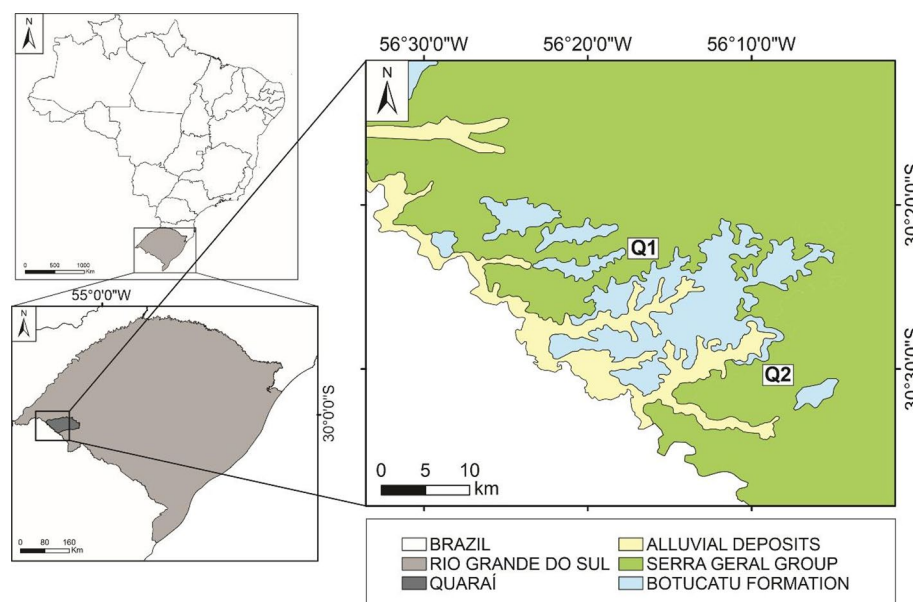 N
0 500 1000
Km
55°0'0"W
N
30°0'0"S
0 80 160
Km
56°30'0"W 56°20'0"W 56°10'0"W
N
30°20'0"S
Q1
30°30'0"S
Q2
0 5 10
km
BRAZIL
RIO GRANDE DO SUL
QUARAÍ
ALLUVIAL DEPOSITS
SERRA GERAL GROUP
BOTUCATU FORMATION